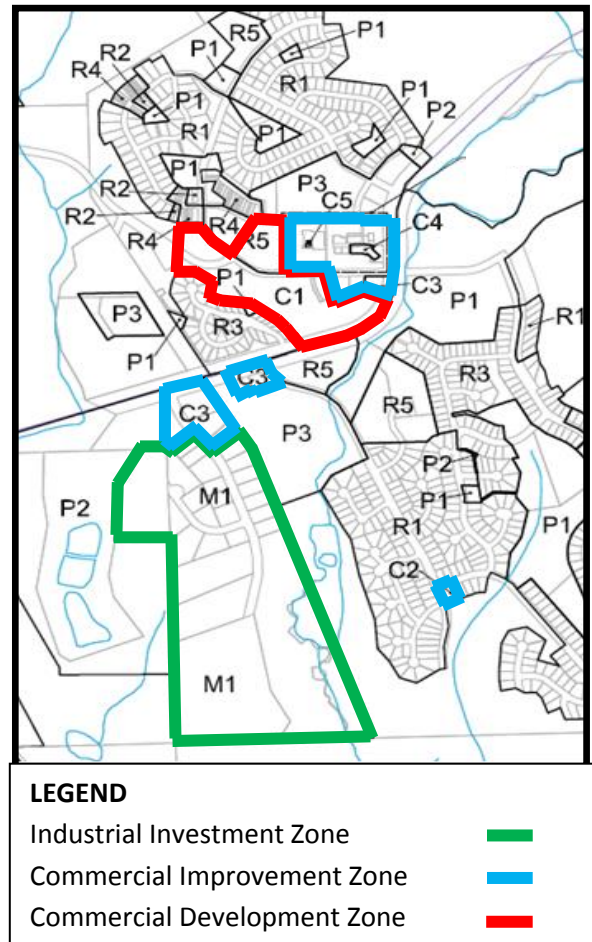 R5 P1
P1
R2
R4
P1
R1
R1
P1
P1
P2
P1
P3
R2
C5
R2
R4
R4
R5
C4
P1
C1
C3
P1
P3
R3
P1
R1
C3
R5
R3
C3
R5
P3
P2
P2
M1
P1
R1
P1
C2
M1
LEGEND
Industrial Investment Zone
Commercial Improvement Zone
Commercial Development Zone